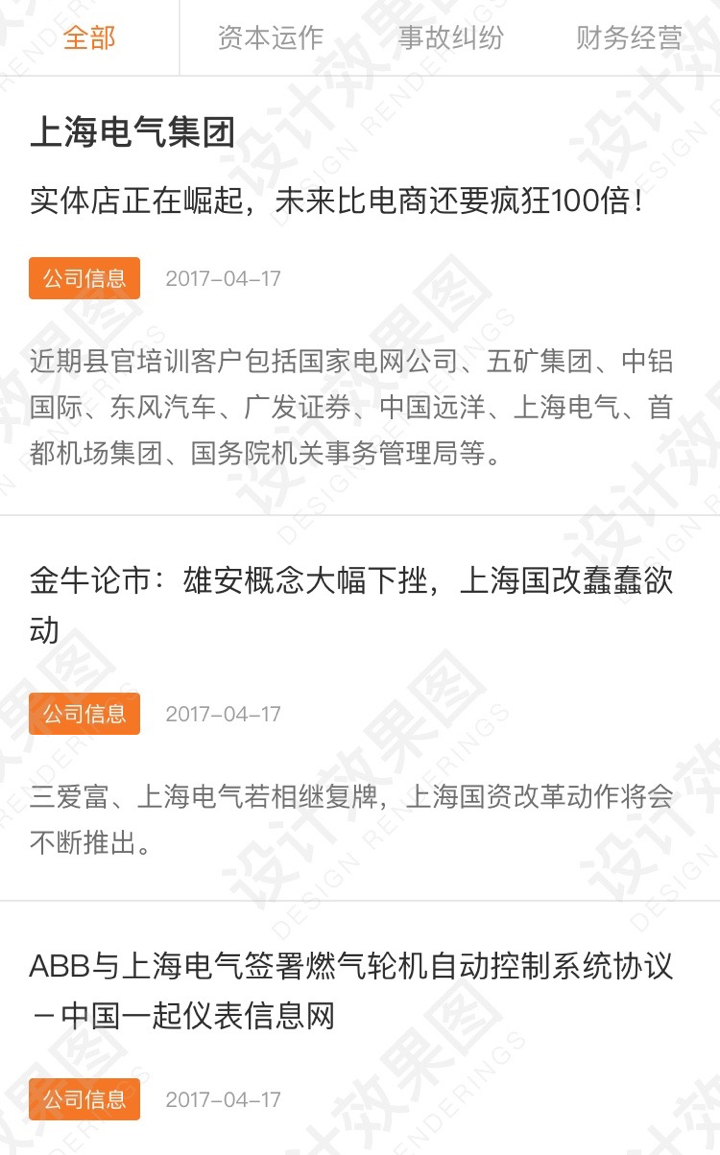 全部 资本运作 事故纠纷 财务经营
上海电气集团
实体店正在崛起，未来比电商还要疯狂100倍！
公司信息 2017-04-17
近期县官培训客户包括国家电网公司、五矿集团、中铝
国际、东风汽车、广发证券、中国远洋、上海电气、首
都机场集团、国务院机关事务管理局等。
金牛论市：雄安概念大幅下挫，上海国改蠢蠢欲
动
公司信息 2017-04-17
三爱富、上海电气若相继复牌，上海国资改革动作将会
不断推出。
ABB与上海电气签署燃气轮机自动控制系统协议
－中国一起仪表信息网
公司信息 2017-04-17
设计效果图
DESIGN RENDERINGS